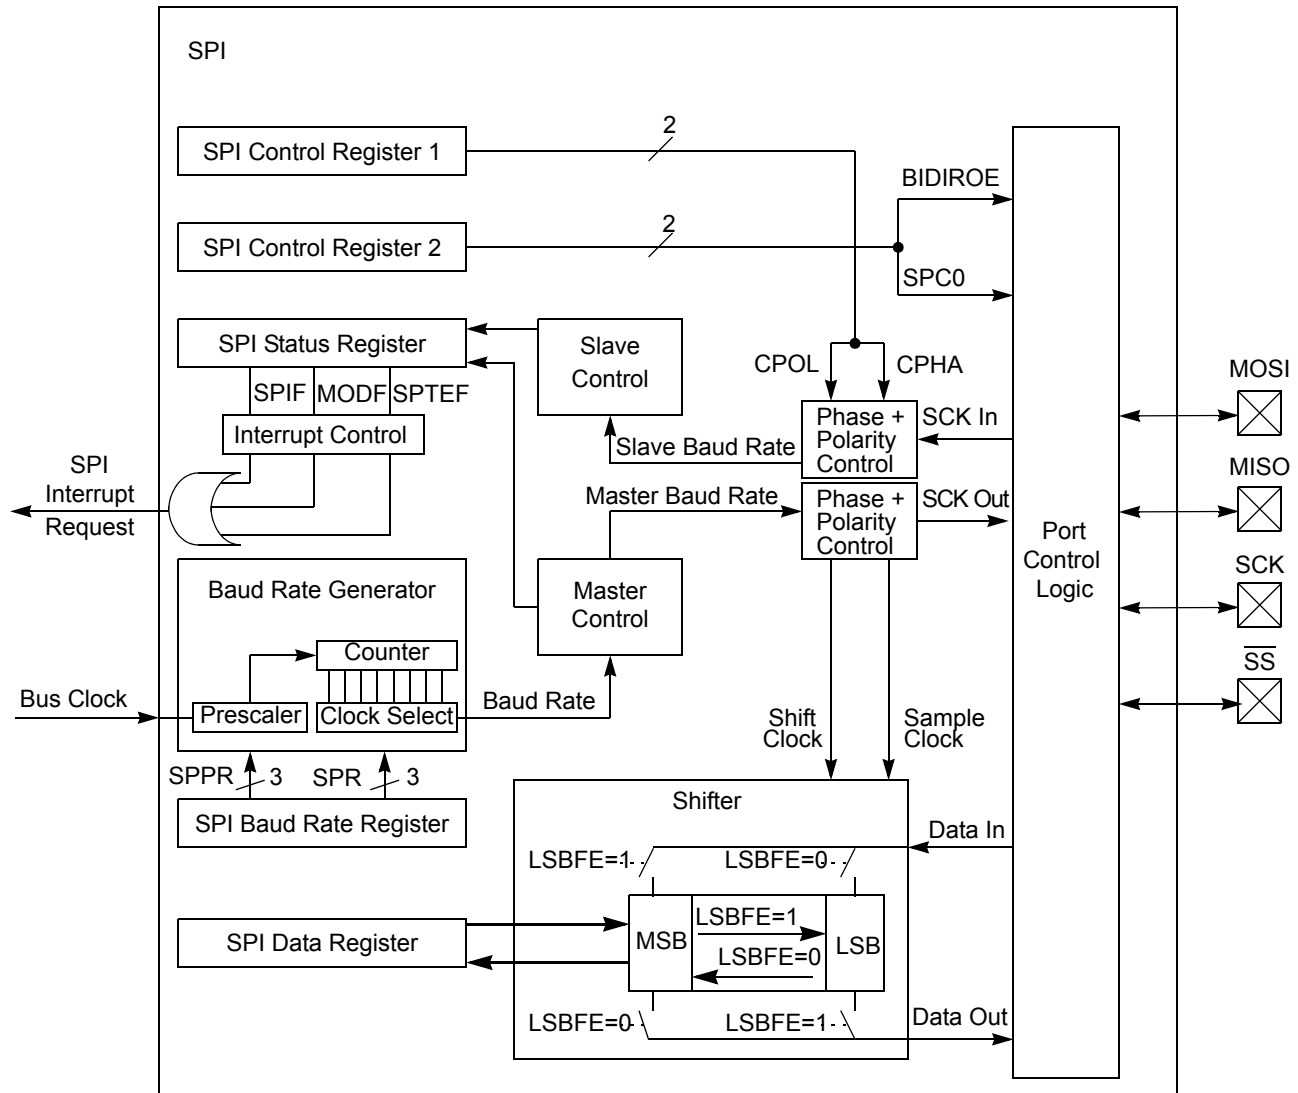 SPI
SPI Control Register 1
2
BIDIROE
SPI Control Register 2
2
SPC0
SPI Status Register
Slave
Control
CPOL
CPHA
MOSI
SPIF
MODF
SPTEF
Interrupt Control
Phase +
Polarity
Control
SCK In
Slave Baud Rate
SPI
Interrupt
Request
MISO
Master Baud Rate
Phase +
Polarity
Control
SCK Out
Port
Control
Logic
Baud Rate Generator
Master
Control
SCK
Counter
SS
Bus Clock
Prescaler
Clock Select
Baud Rate
Shift
Clock
Sample
Clock
SPPR
3
SPR
3
SPI Baud Rate Register
Shifter
Data In
LSBFE=1
LSBFE=0
SPI Data Register
MSB
LSBFE=1
LSBFE=0
LSB
LSBFE=0
LSBFE=1
Data Out